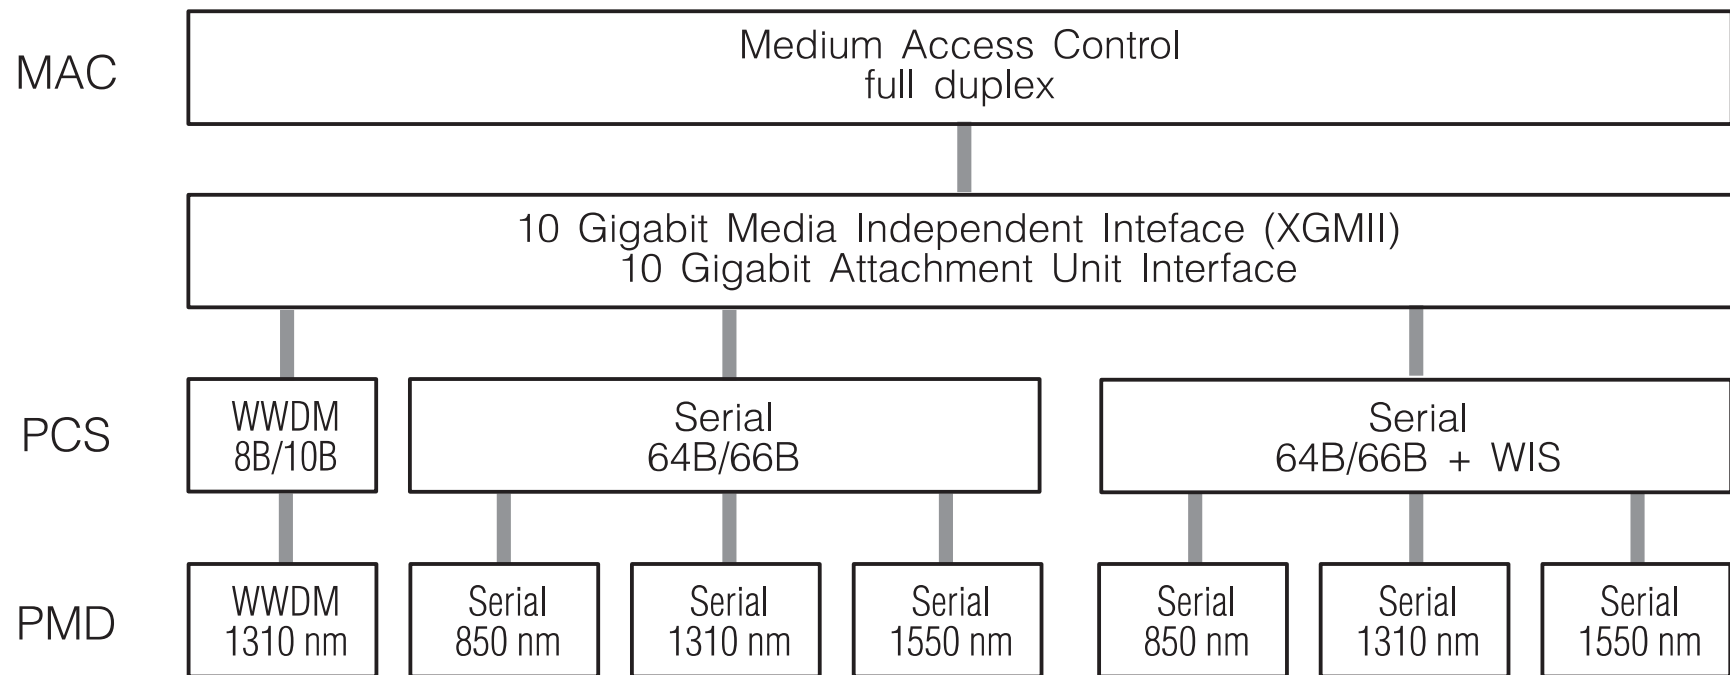 MAC
Medium Access Control
full duplex
10 Gigabit Media Independent Inteface (XGMII)
10 Gigabit Attachment Unit Interface
PCS
WWDM
8B/10B
Serial
64B/66B
Serial
64B/66B + WIS
PMD
WWDM
1310 nm
Serial
850 nm
Serial
1310 nm
Serial
1550 nm
Serial
850 nm
Serial
1310 nm
Serial
1550 nm